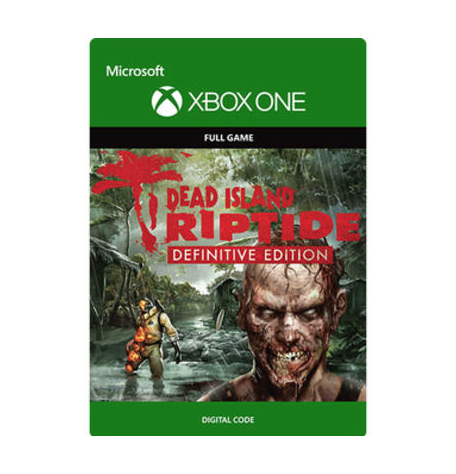 Microsoft
XBOX ONE
FULL GAME
DEAD ISLAND
RIPTIDE
DEFINITIVE EDITION
DIGITAL CODE